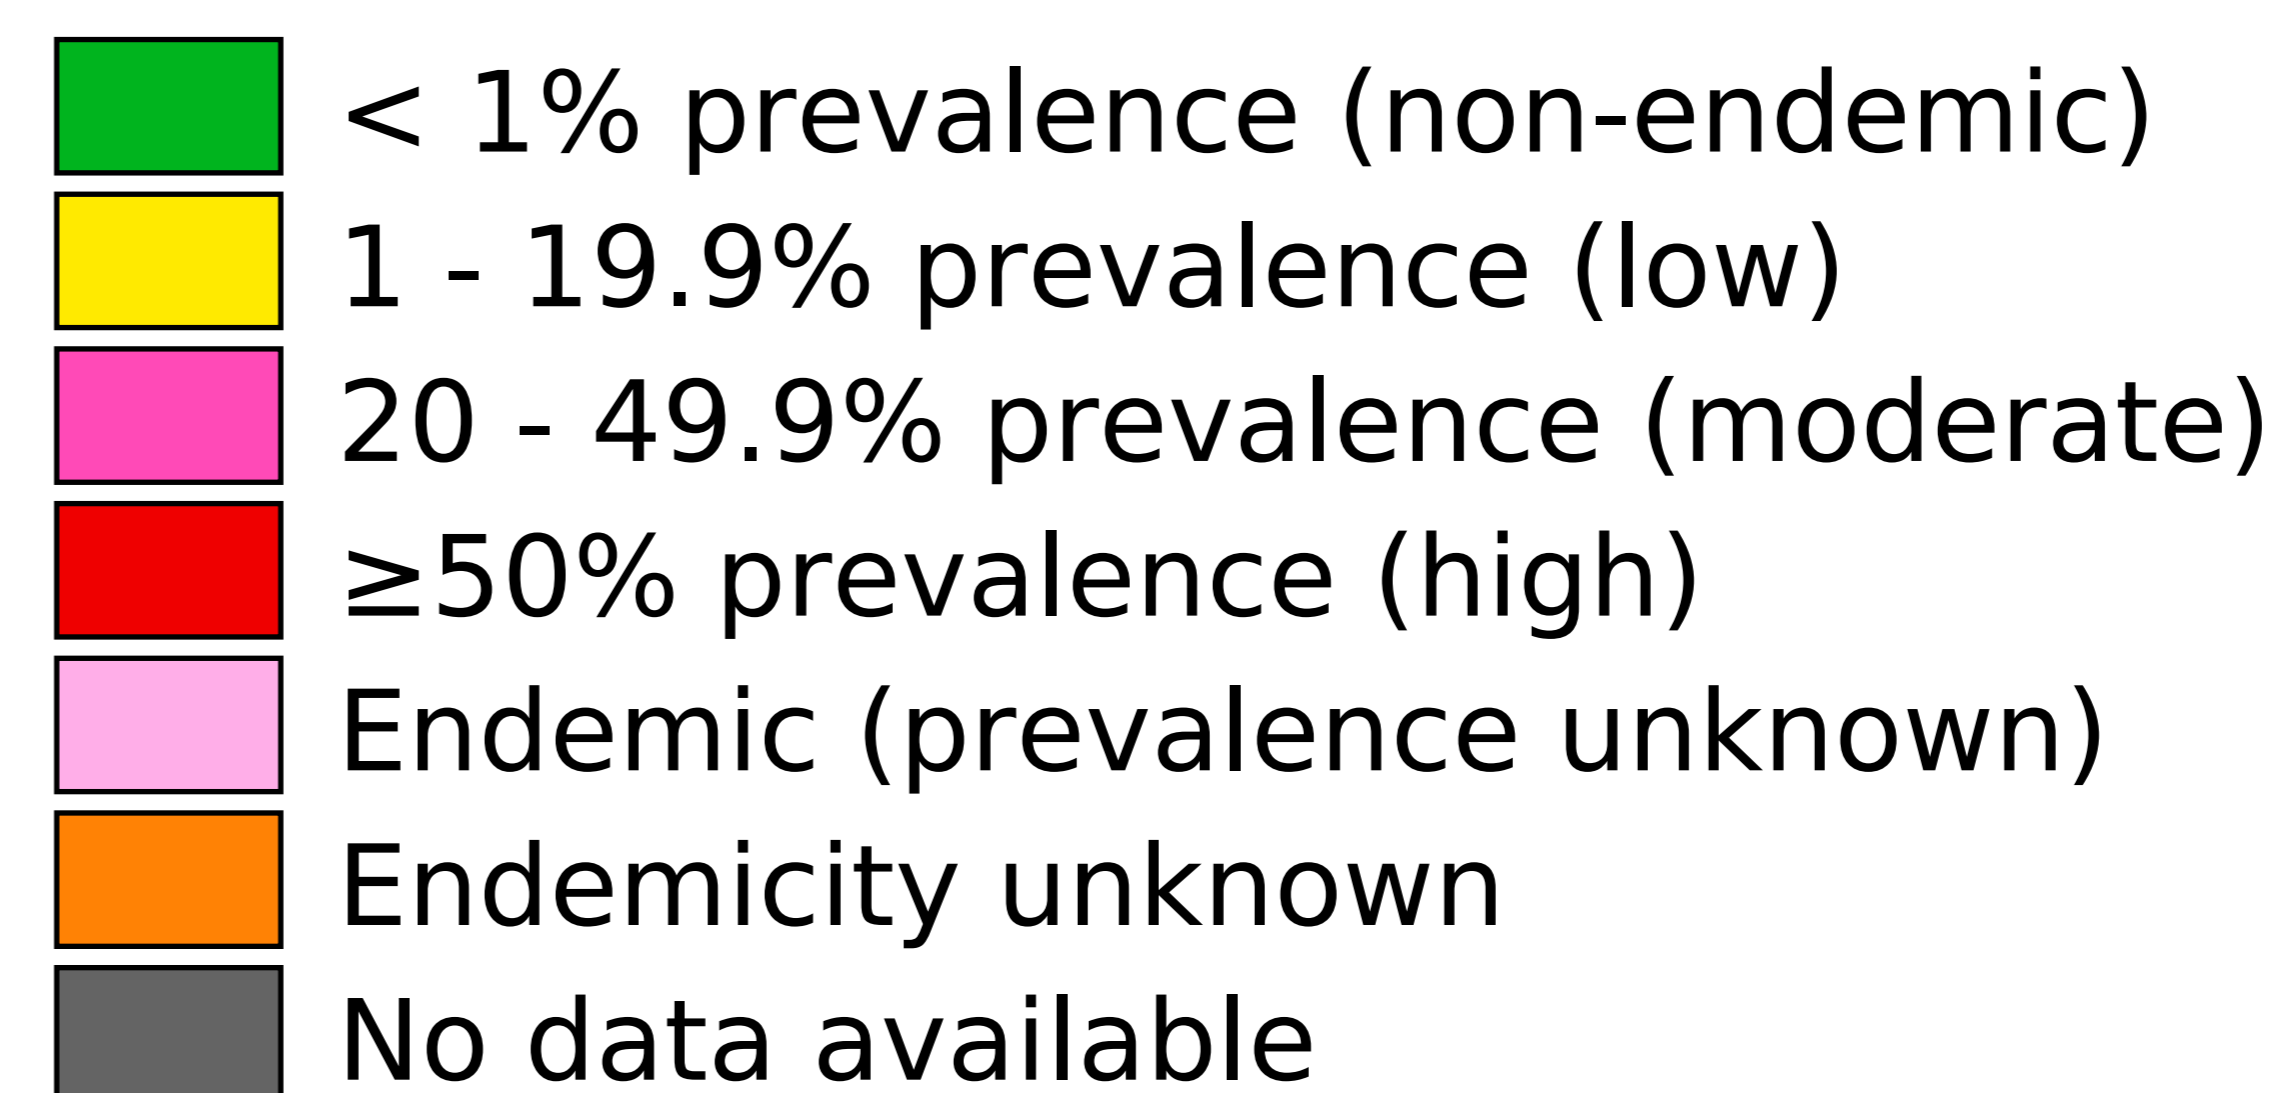 < 1% prevalence (non-endemic)
1 - 19.9% prevalence (low)
20 - 49.9% prevalence (moderate)
≥50% prevalence (high)
Endemic (prevalence unknown)
Endemicity unknown
No data available